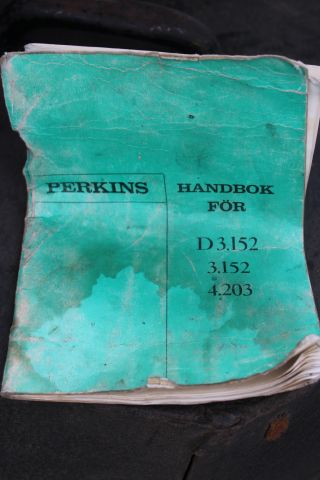 PERKINS
HANDBOK
FÖR
D 3.152
3.152
4.203